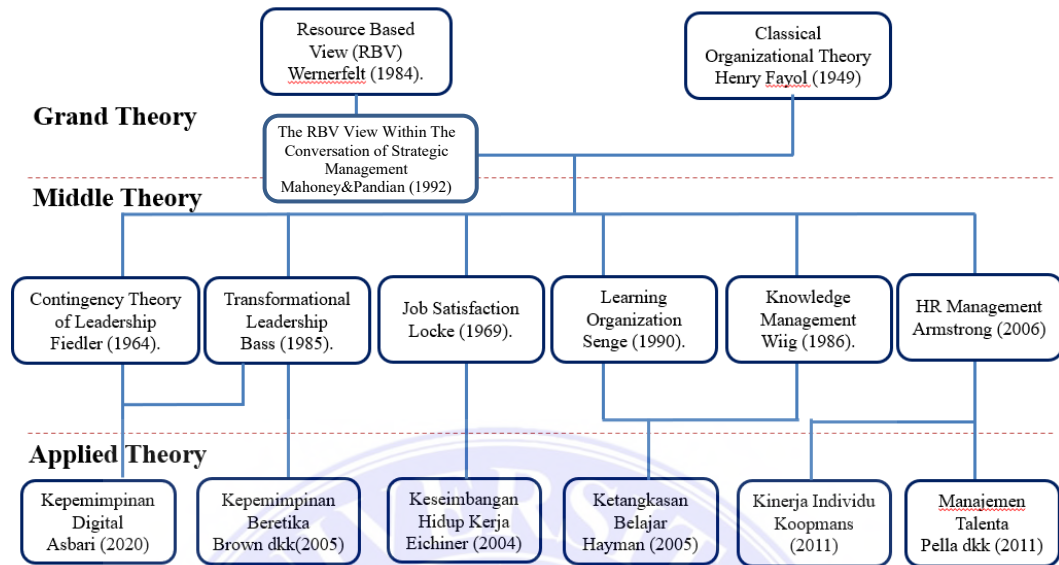 Resource Based
View (RBV)
Wernerfelt (1984).
Classical
Organizational Theory
Henry Fayol (1949)
Grand Theory
The RBV View Within The
Conversation of Strategic
Management
Mahoney&Pandian (1992)
Middle Theory
Contingency Theory
of Leadership
Fiedler (1964).
Transformational
Leadership
Bass (1985).
Job Satisfaction
Locke (1969).
Learning
Organization
Senge (1990).
Knowledge
Management
Wiig (1986).
HR Management
Armstrong (2006)
Applied Theory
Kepemimpinan
Digital
Asbari (2020)
Kepemimpinan
Beretika
Brown dkk(2005)
Keseimbangan
Hidup Kerja
Eichiner (2004)
Ketangkasan
Belajar
Hayman (2005)
Kinerja Individu
Koopmans
(2011)
Manajemen
Talenta
Pella dkk (2011)